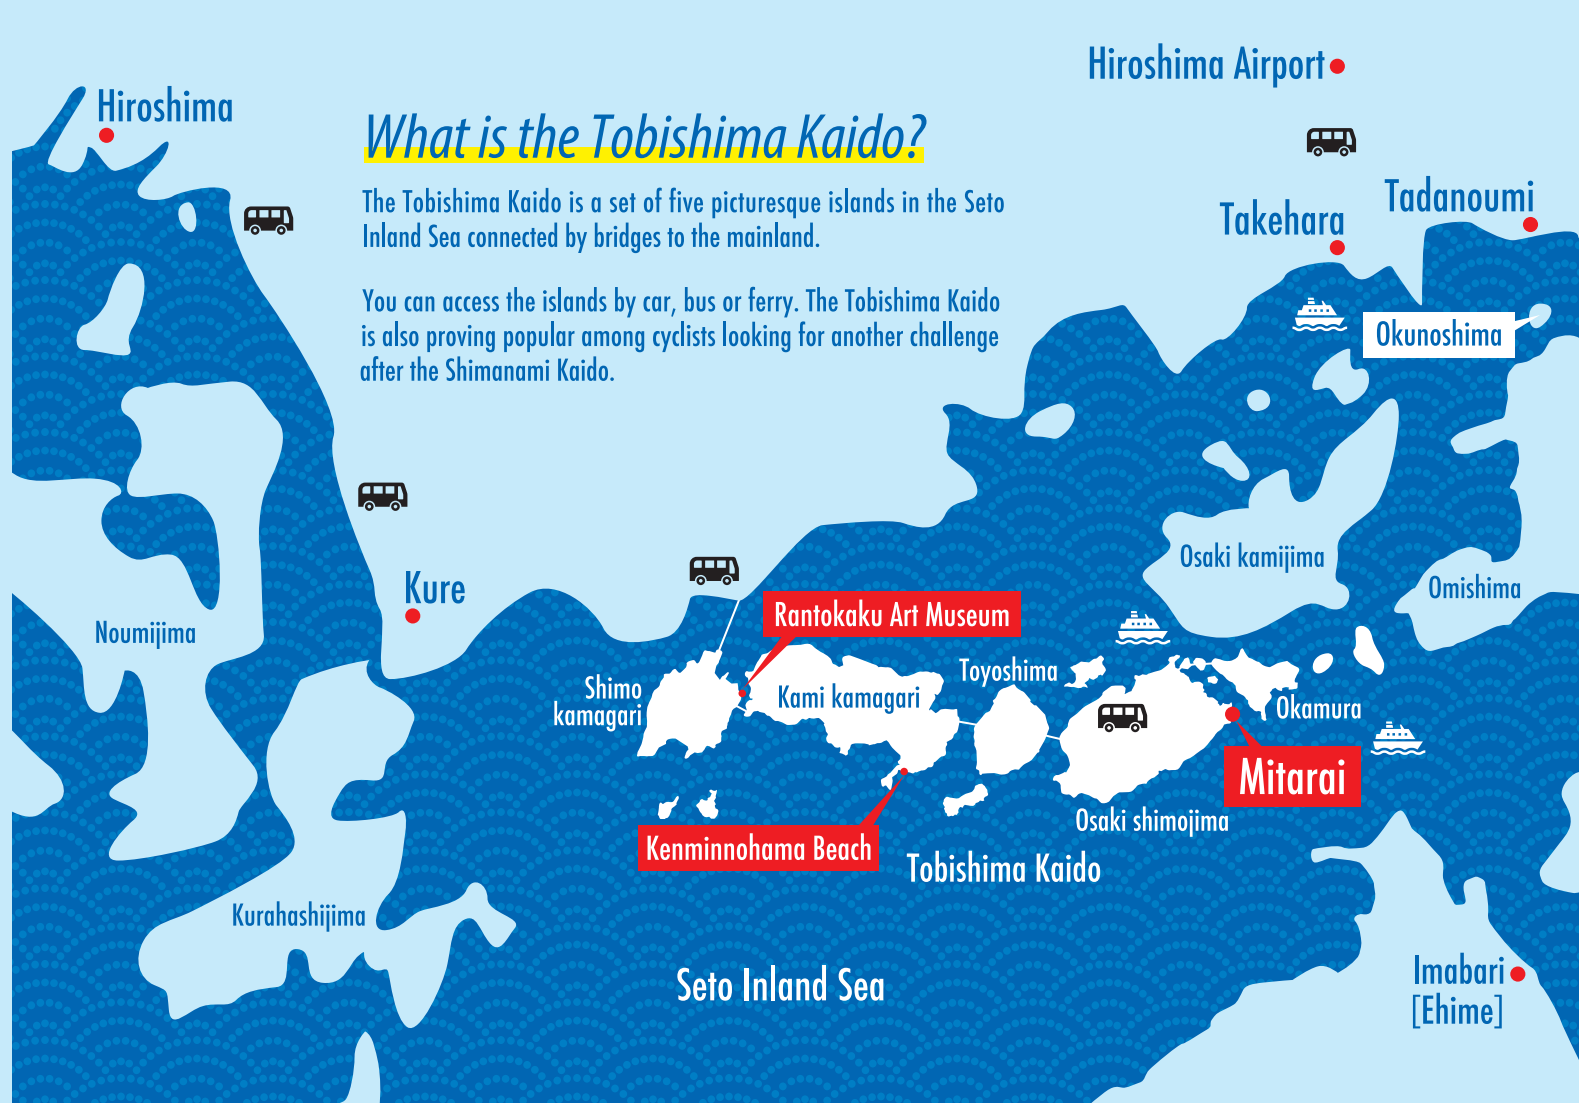 Hiroshima Airport
Hiroshima
What is the Tobishima Kaido?
The Tobishima Kaido is a set of five picturesque islands in the Seto
Inland Sea connected by bridges to the mainland.
You can access the islands by car, bus or ferry. The Tobishima Kaido
is also proving popular among cyclists looking for another challenge
after the Shimanami Kaido.
Tadanoumi
Takehara
Okunoshima
Osaki kamijima
Omishima
Kure
Rantokaku Art Museum
Noumijima
Toyoshima
Shimo
kamagari
Kami kamagari
Okamura
Mitarai
Osaki shimojima
Kenminnohama Beach
Tobishima Kaido
Kurahashijima
Seto Inland Sea
Imabari
[Ehime]